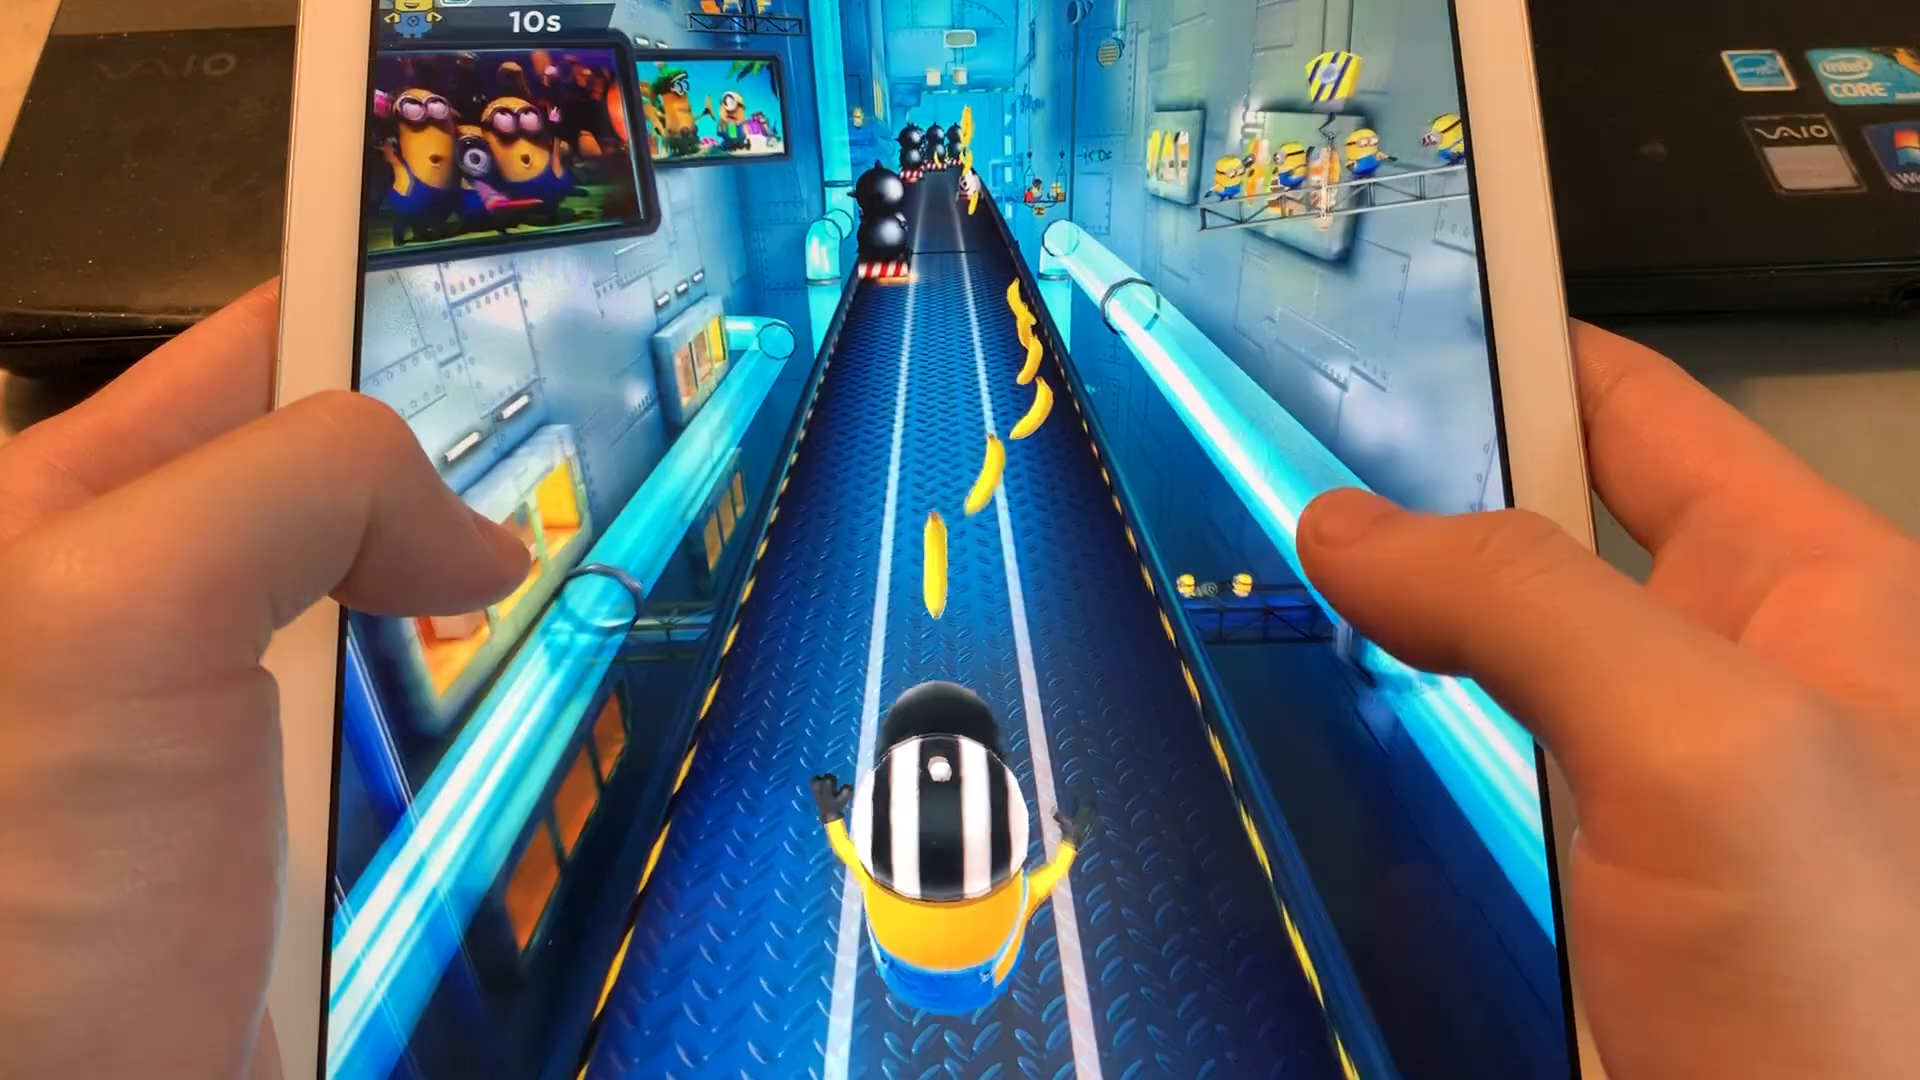 10s
VAIO
intel
CORE
VAIO